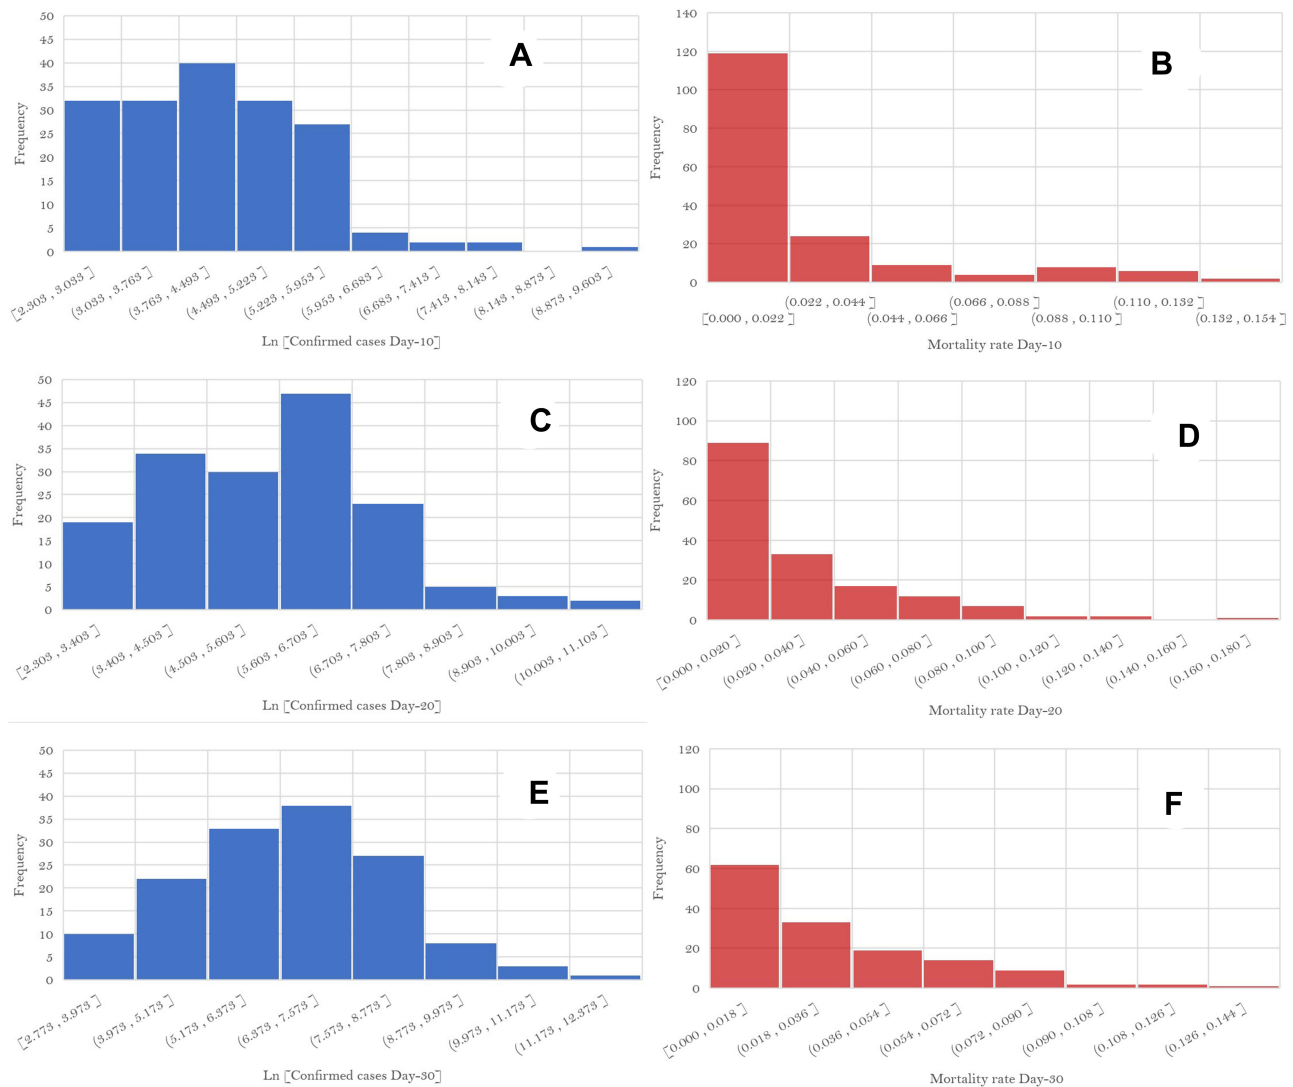 A
Frequency
50
45
40
35
30
25
20
15
10
5
0
[2.303 , 3.033 ]
(3.033 , 3.763 ]
(3.763 , 4.493 ]
(4.493 , 5.223 ]
(5.223 , 5.953 ]
(5.953 , 6.683 ]
(6.683 , 7.413 ]
(7.413 , 8.143 ]
(8.143 , 8.873 ]
(8.873 , 9.603 ]
Ln [Confirmed cases Day-10]
B
Frequency
140
120
100
80
60
40
20
0
[0.000 , 0.022 ]
(0.022 , 0.044 ]
(0.044 , 0.066 ]
(0.066 , 0.088 ]
(0.088 , 0.110 ]
(0.110 , 0.132 ]
(0.132 , 0.154 ]
Mortality rate Day-10
C
Frequency
50
45
40
35
30
25
20
15
10
5
0
[2.303 , 3.403 ]
(3.403 , 4.503 ]
(4.503 , 5.603 ]
(5.603 , 6.703 ]
(6.703 , 7.803 ]
(7.803 , 8.903 ]
(8.903 , 10.003 ]
(10.003 , 11.103 ]
Ln [Confirmed cases Day-20]
D
Frequency
120
100
80
60
40
20
0
[0.000 , 0.020 ]
(0.020 , 0.040 ]
(0.040 , 0.060 ]
(0.060 , 0.080 ]
(0.080 , 0.100 ]
(0.100 , 0.120 ]
(0.120 , 0.140 ]
(0.140 , 0.160 ]
(0.160 , 0.180 ]
Mortality rate Day-20
E
Frequency
50
45
40
35
30
25
20
15
10
5
0
[2.773 , 3.973 ]
(3.973 , 5.173 ]
(5.173 , 6.373 ]
(6.373 , 7.573 ]
(7.573 , 8.773 ]
(8.773 , 9.973 ]
(9.973 , 11.173 ]
(11.173 , 12.373 ]
Ln [Confirmed cases Day-30]
F
Frequency
120
100
80
60
40
20
0
[0.000 , 0.018 ]
(0.018 , 0.036 ]
(0.036 , 0.054 ]
(0.054 , 0.072 ]
(0.072 , 0.090 ]
(0.090 , 0.108 ]
(0.108 , 0.126 ]
(0.126 , 0.144 ]
Mortality rate Day-30